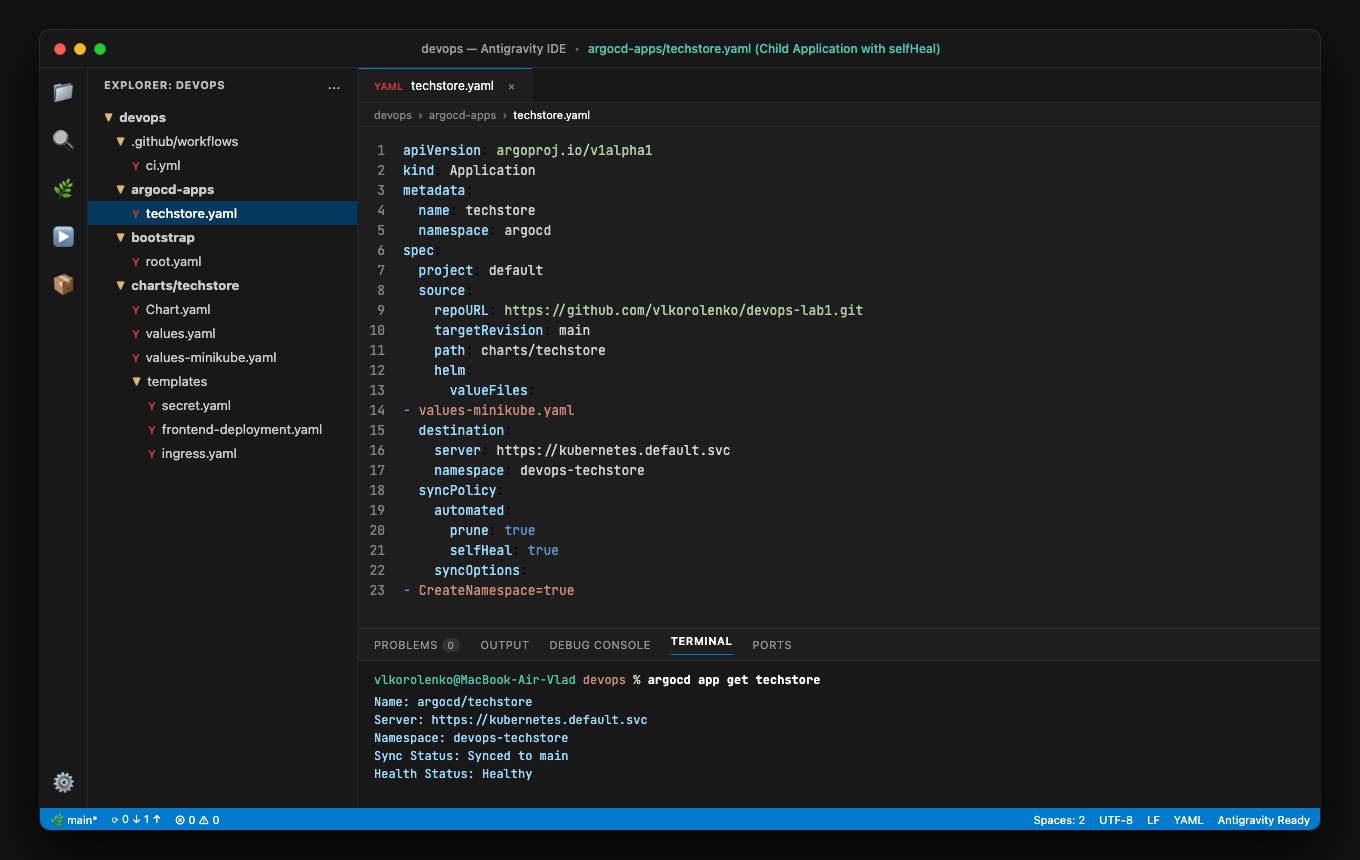 devops — Antigravity IDE • argocd-apps/techstore.yaml (Child Application with selfHeal)
EXPLORER: DEVOPS ...
▼ devops
▼ .github/workflows
Y ci.yml
▼ argocd-apps
Y techstore.yaml
▼ bootstrap
Y root.yaml
▼ charts/techstore
Y Chart.yaml
Y values.yaml
Y values-minikube.yaml
▼ templates
Y secret.yaml
Y frontend-deployment.yaml
Y ingress.yaml
YAML techstore.yaml ×
devops › argocd-apps › techstore.yaml
1 apiVersion: argoproj.io/v1alpha1
2 kind: Application
3 metadata:
4   name: techstore
5   namespace: argocd
6 spec:
7   project: default
8   source:
9     repoURL: https://github.com/vlkorolenko/devops-lab1.git
10     targetRevision: main
11     path: charts/techstore
12     helm:
13       valueFiles:
14 - values-minikube.yaml
15   destination:
16     server: https://kubernetes.default.svc
17     namespace: devops-techstore
18   syncPolicy:
19     automated:
20       prune: true
21       selfHeal: true
22     syncOptions:
23 - CreateNamespace=true
PROBLEMS 0 OUTPUT DEBUG CONSOLE TERMINAL PORTS
vlkorolenko@MacBook-Air-Vlad devops % argocd app get techstore
Name: argocd/techstore
Server: https://kubernetes.default.svc
Namespace: devops-techstore
Sync Status: Synced to main
Health Status: Healthy
main* ⟳ 0 ↓ 1 ↑ ⊗ 0 ⚠ 0 Spaces: 2 UTF-8 LF YAML Antigravity Ready